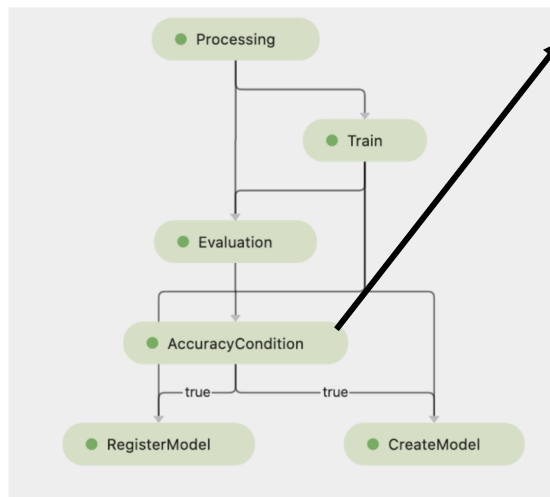 Processing
Train
Evaluation
AccuracyCondition
true
true
RegisterModel
CreateModel